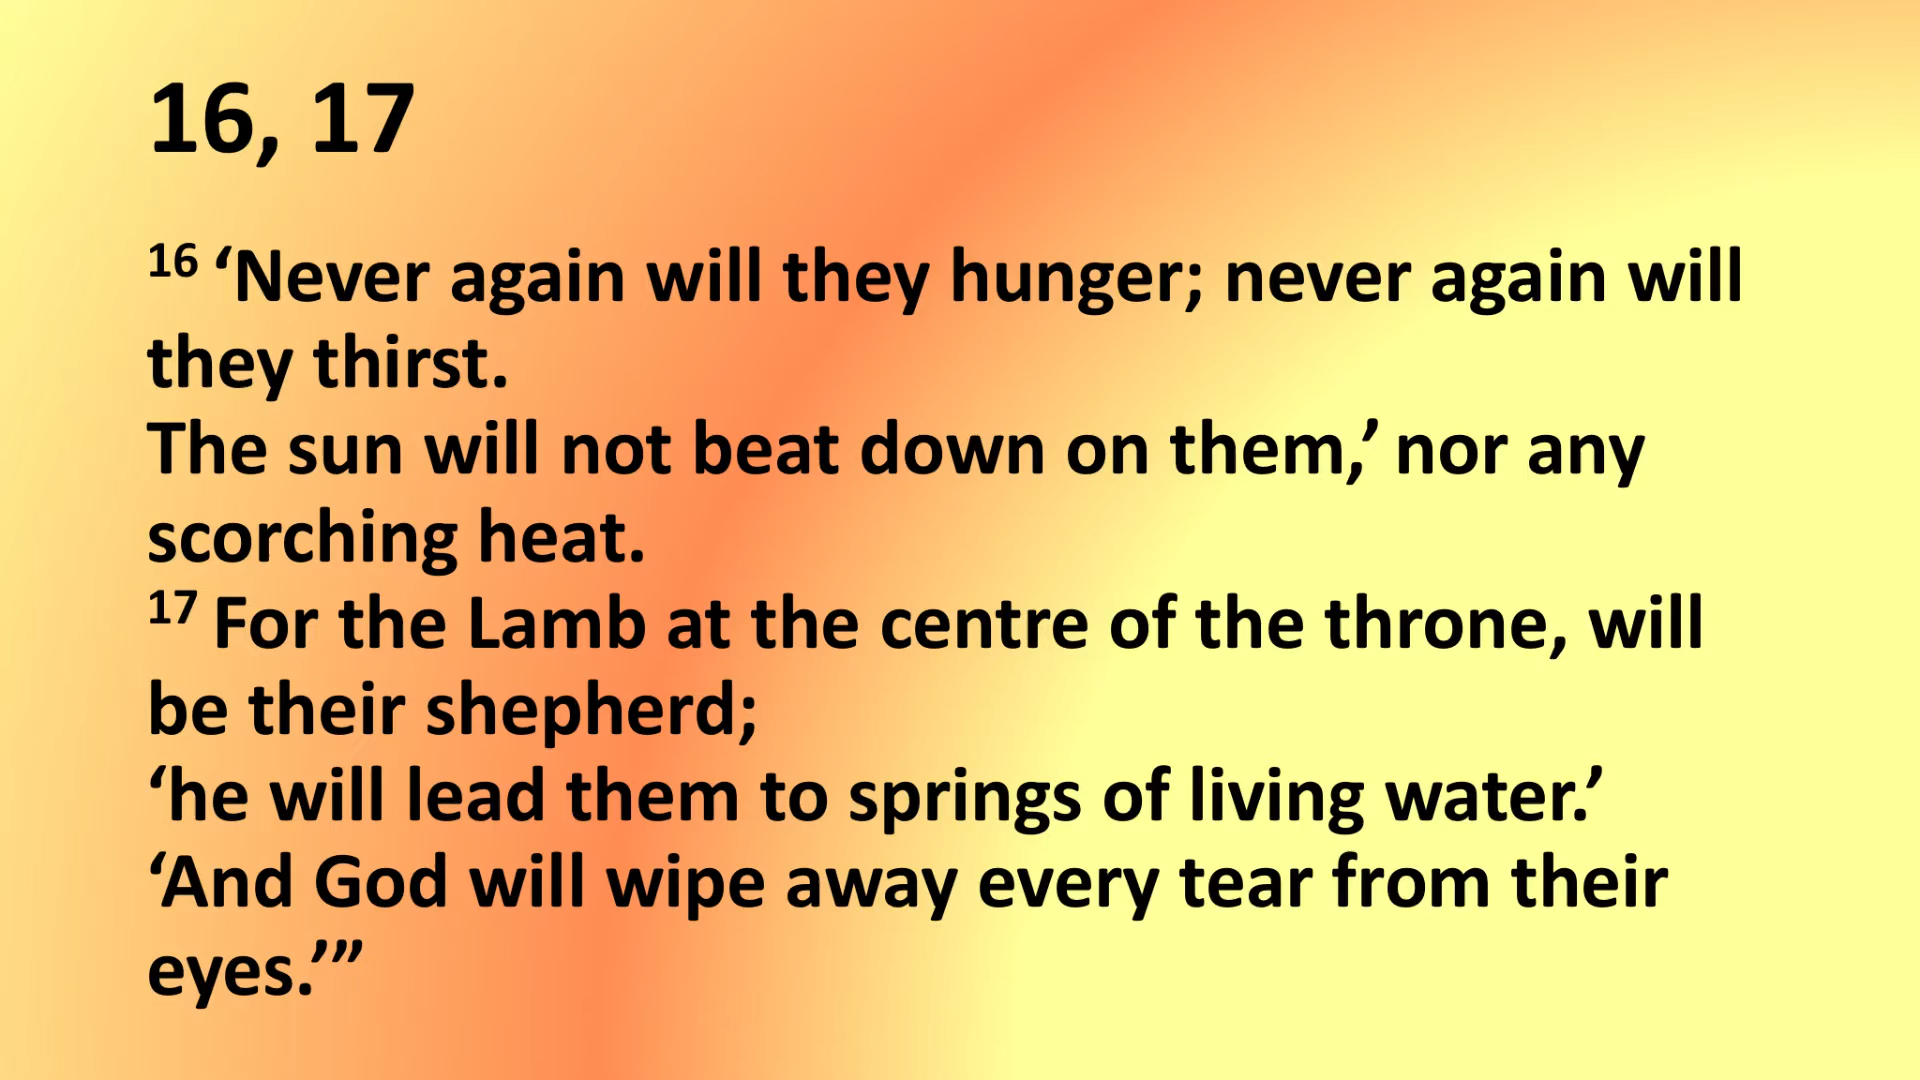 16, 17
16 ‘Never again will they hunger; never again will
they thirst.
The sun will not beat down on them,’ nor any
scorching heat.
17 For the Lamb at the centre of the throne, will
be their shepherd;
‘he will lead them to springs of living water.’
‘And God will wipe away every tear from their
eyes.’”